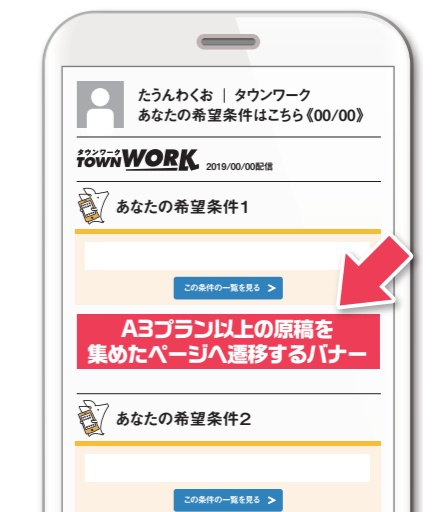 たうんわくお | タウンワーク
あなたの希望条件はこちら《00/00》
タウンワーク
TOWNWORK 2019/00/00配信
あなたの希望条件1
この条件の一覧を見る >
A3プラン以上の原稿を
集めたページへ遷移するバナー
あなたの希望条件2
この条件の一覧を見る >